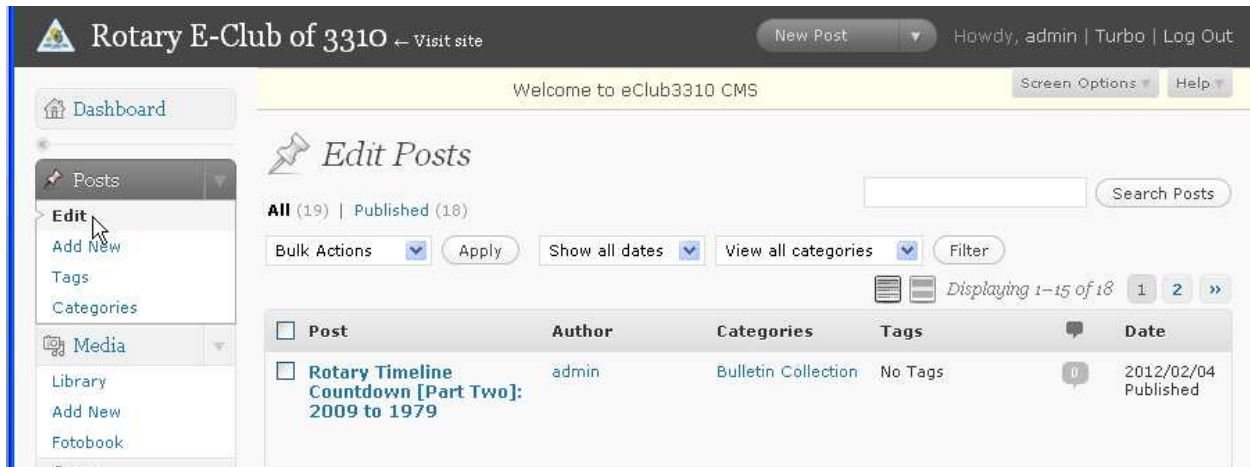 Rotary E-Club of 3310 ← Visit site
New Post
Howdy, admin | Turbo | Log Out
Welcome to eClub3310 CMS
Screen Options
Help
Dashboard
Posts
Edit
Add New
Tags
Categories
Media
Library
Add New
Fotobook
Edit Posts
Search Posts
All (19) | Published (18)
Bulk Actions
Apply
Show all dates
View all categories
Filter
Displaying 1–15 of 18
1
2
»
Post Author Categories Tags Date
Rotary Timeline
Countdown [Part Two]:
2009 to 1979
admin
Bulletin Collection
No Tags
0
2012/02/04
Published